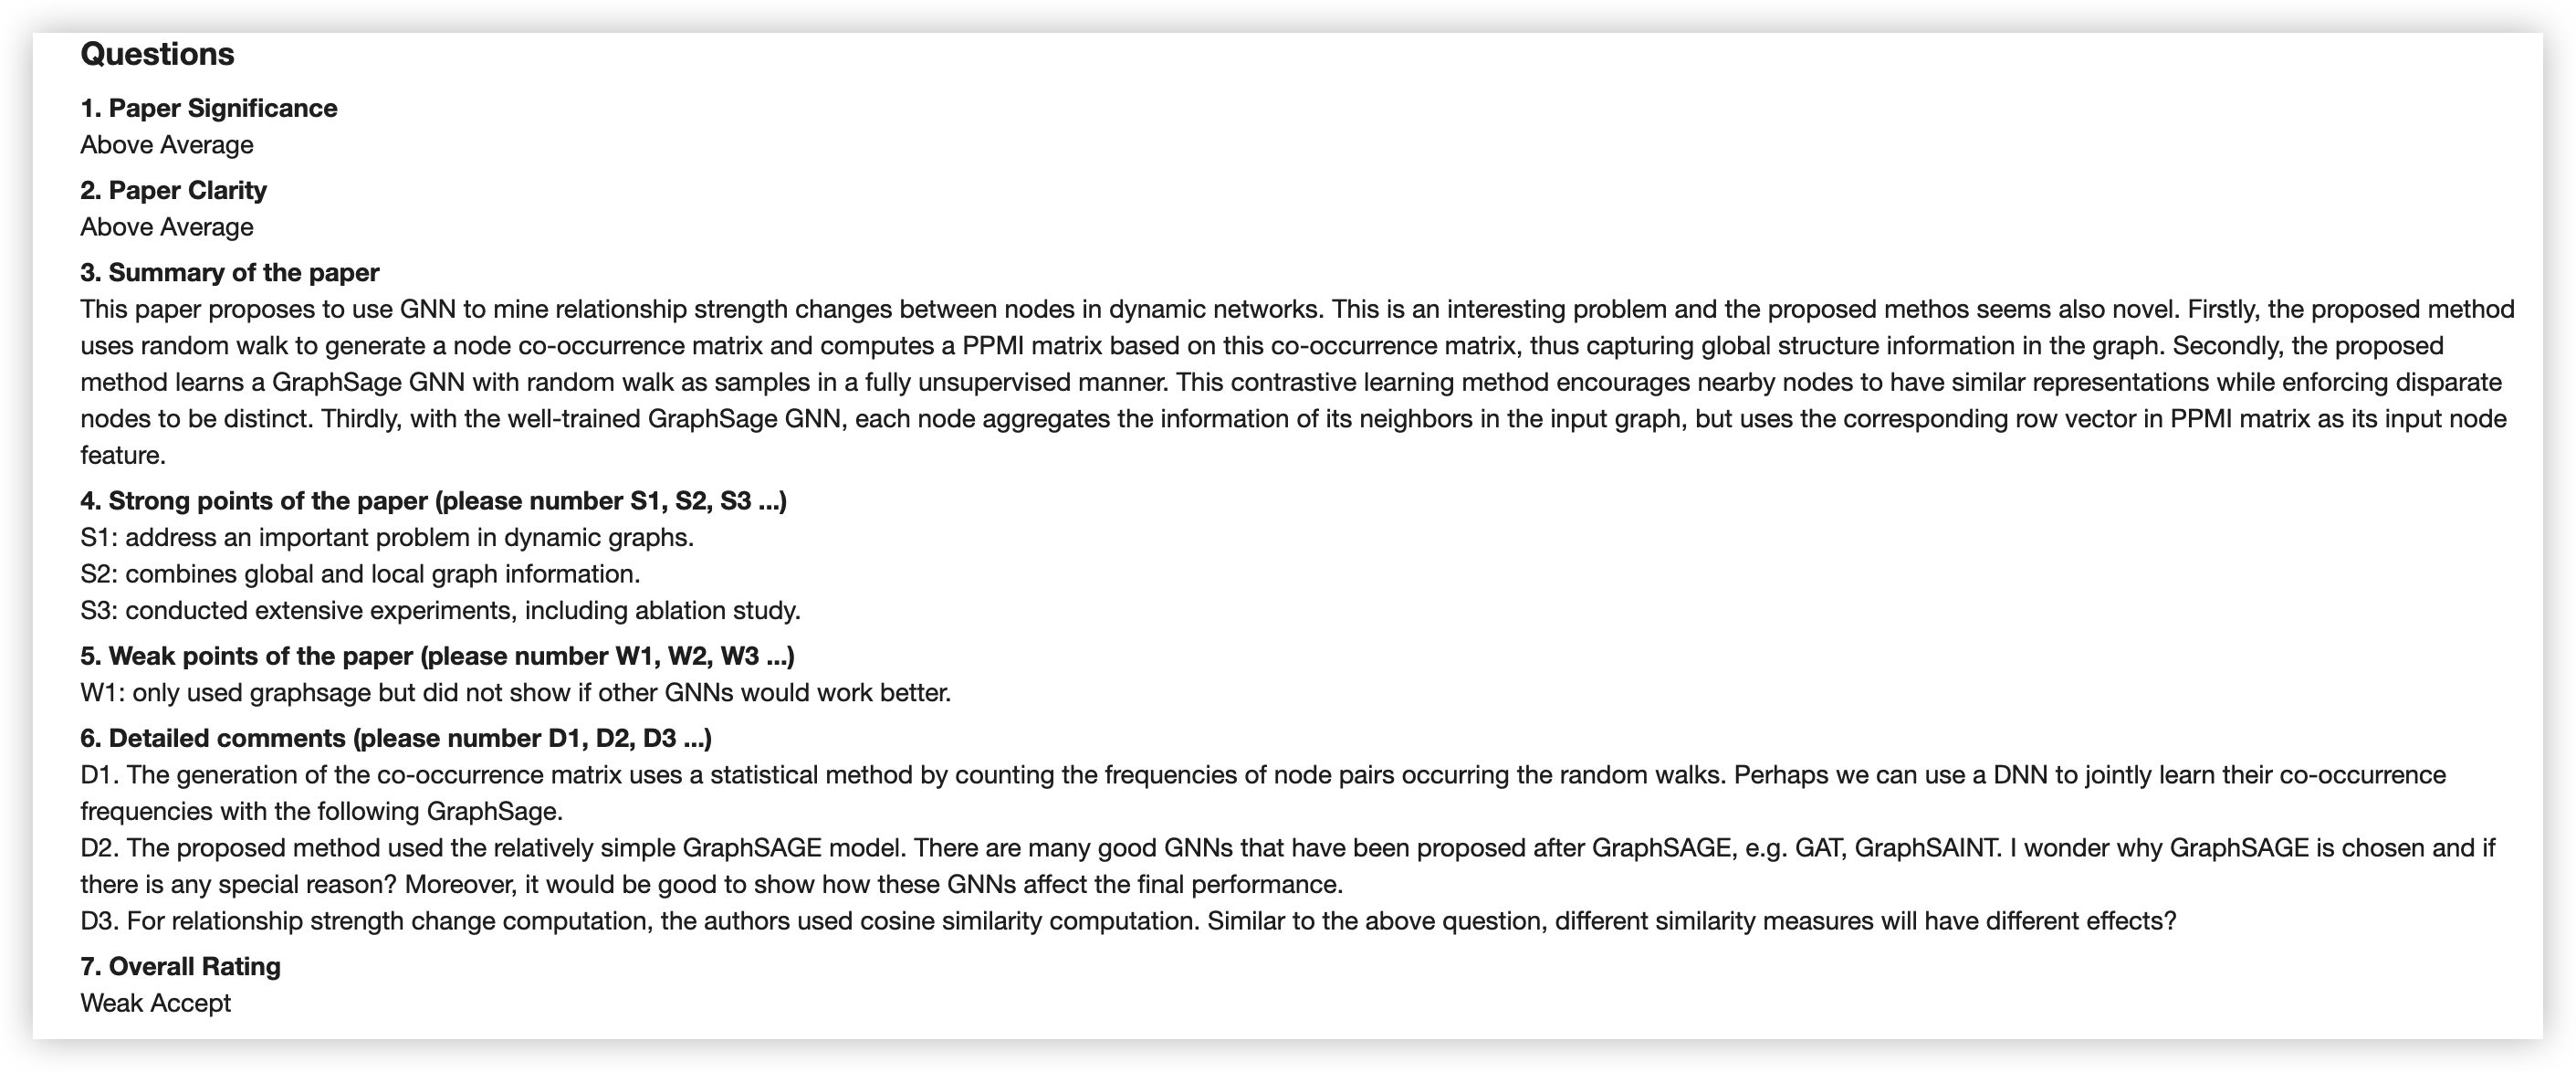 Questions
1. Paper Significance
Above Average
2. Paper Clarity
Above Average
3. Summary of the paper
This paper proposes to use GNN to mine relationship strength changes between nodes in dynamic networks. This is an interesting problem and the proposed methos seems also novel. Firstly, the proposed method
uses random walk to generate a node co-occurrence matrix and computes a PPMI matrix based on this co-occurrence matrix, thus capturing global structure information in the graph. Secondly, the proposed
method learns a GraphSage GNN with random walk as samples in a fully unsupervised manner. This contrastive learning method encourages nearby nodes to have similar representations while enforcing disparate
nodes to be distinct. Thirdly, with the well-trained GraphSage GNN, each node aggregates the information of its neighbors in the input graph, but uses the corresponding row vector in PPMI matrix as its input node
feature.
4. Strong points of the paper (please number S1, S2, S3 ...)
S1: address an important problem in dynamic graphs.
S2: combines global and local graph information.
S3: conducted extensive experiments, including ablation study.
5. Weak points of the paper (please number W1, W2, W3 ...)
W1: only used graphsage but did not show if other GNNs would work better.
6. Detailed comments (please number D1, D2, D3 ...)
D1. The generation of the co-occurrence matrix uses a statistical method by counting the frequencies of node pairs occurring the random walks. Perhaps we can use a DNN to jointly learn their co-occurrence
frequencies with the following GraphSage.
D2. The proposed method used the relatively simple GraphSAGE model. There are many good GNNs that have been proposed after GraphSAGE, e.g. GAT, GraphSAINT. I wonder why GraphSAGE is chosen and if
there is any special reason? Moreover, it would be good to show how these GNNs affect the final performance.
D3. For relationship strength change computation, the authors used cosine similarity computation. Similar to the above question, different similarity measures will have different effects?
7. Overall Rating
Weak Accept